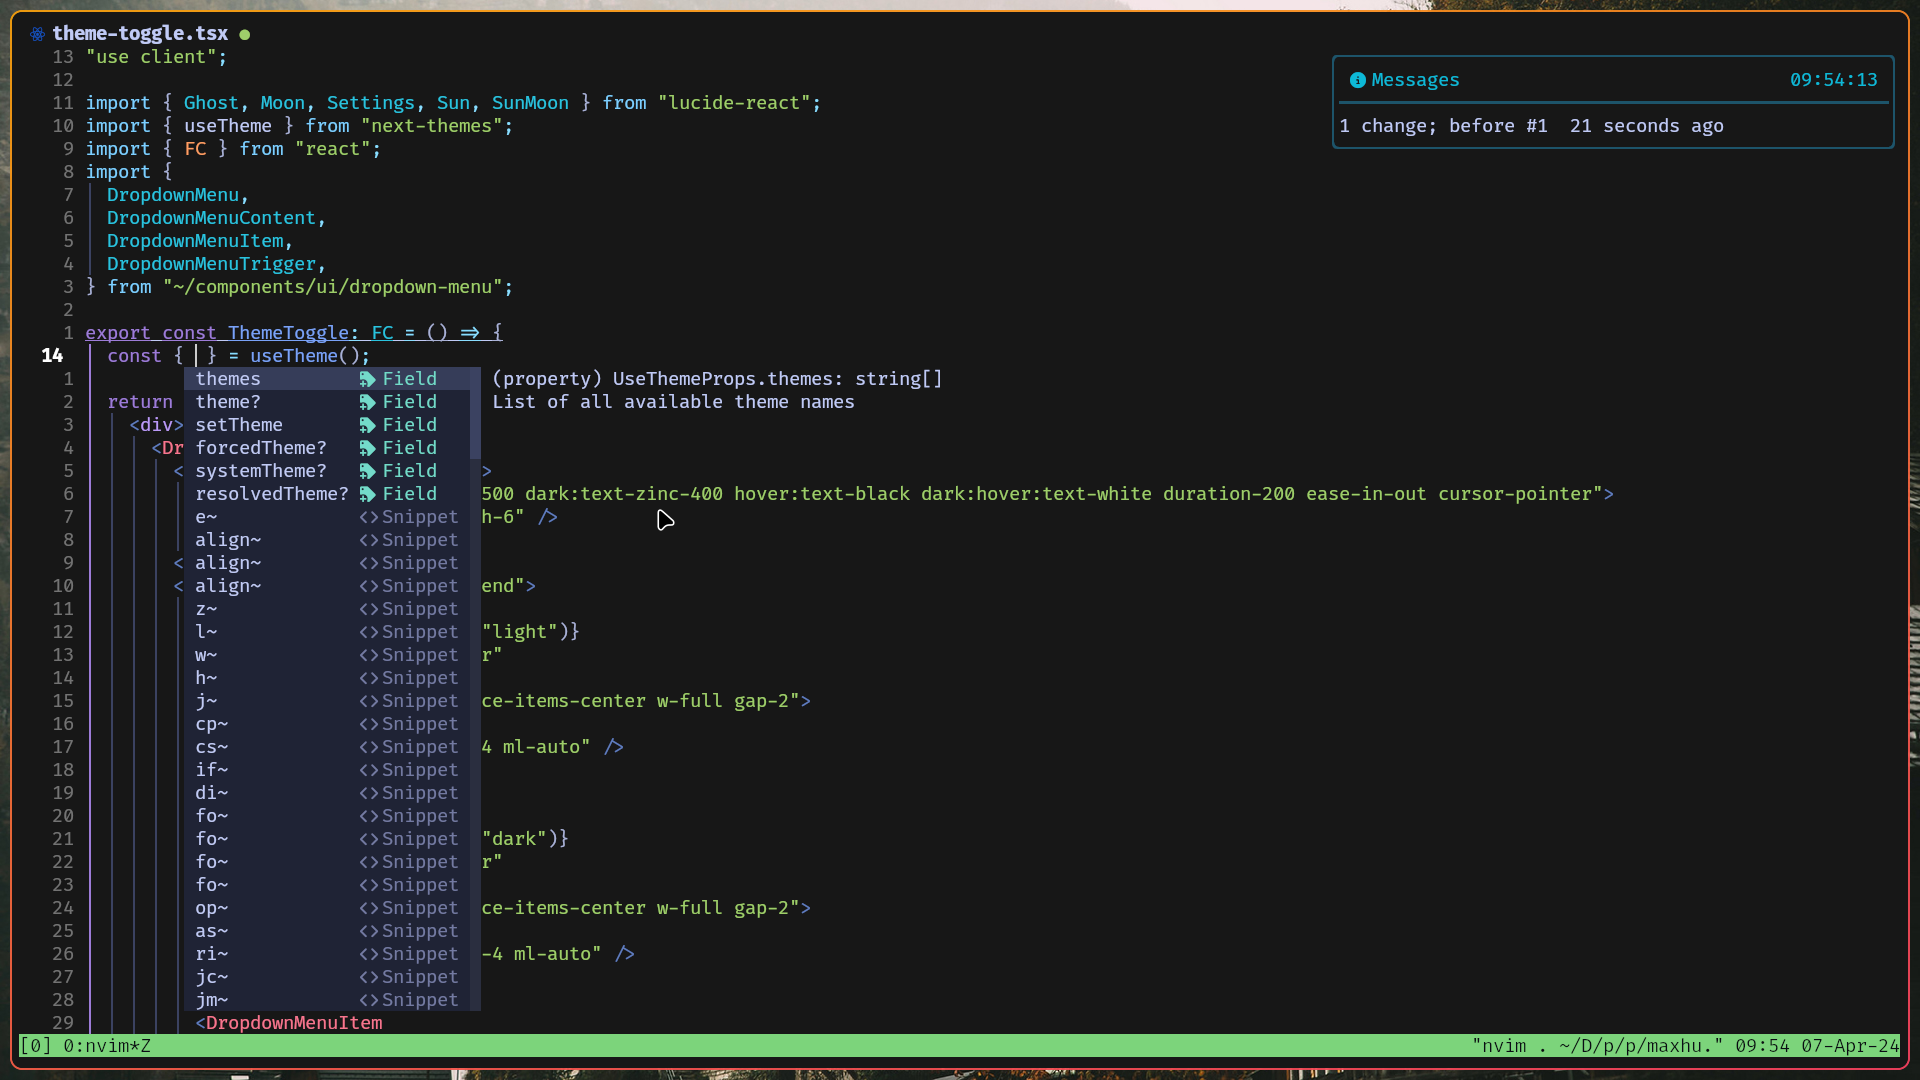 theme-toggle.tsx
13 "use client";
12
11 import { Ghost, Moon, Settings, Sun, SunMoon } from "lucide-react";
10 import { useTheme } from "next-themes";
9 import { FC } from "react";
8 import {
7 DropdownMenu,
6 DropdownMenuContent,
5 DropdownMenuItem,
4 DropdownMenuTrigger,
3 } from "~/components/ui/dropdown-menu";
2
1 export const ThemeToggle: FC = () => {
14 const { } = useTheme();
1 themes Field (property) UseThemeProps.themes: string[]
2 return theme? Field List of all available theme names
3 <div> setTheme Field
4 <Dr forcedTheme? Field
5 < systemTheme? Field >
6 resolvedTheme? Field 500 dark:text-zinc-400 hover:text-black dark:hover:text-white duration-200 ease-in-out cursor-pointer">
7 e~ <>Snippet h-6" />
8 align~ <>Snippet
9 < align~ <>Snippet
10 < align~ <>Snippet end">
11 z~ <>Snippet
12 l~ <>Snippet "light")}
13 w~ <>Snippet r"
14 h~ <>Snippet
15 j~ <>Snippet ce-items-center w-full gap-2">
16 cp~ <>Snippet
17 cs~ <>Snippet 4 ml-auto" />
18 if~ <>Snippet
19 di~ <>Snippet
20 fo~ <>Snippet
21 fo~ <>Snippet "dark")}
22 fo~ <>Snippet r"
23 fo~ <>Snippet
24 op~ <>Snippet ce-items-center w-full gap-2">
25 as~ <>Snippet
26 ri~ <>Snippet -4 ml-auto" />
27 jc~ <>Snippet
28 jm~ <>Snippet
29 <DropdownMenuItem
Messages 09:54:13
1 change; before #1 21 seconds ago
[0] 0:nvim*Z "nvim . ~/D/p/p/maxhu." 09:54 07-Apr-24